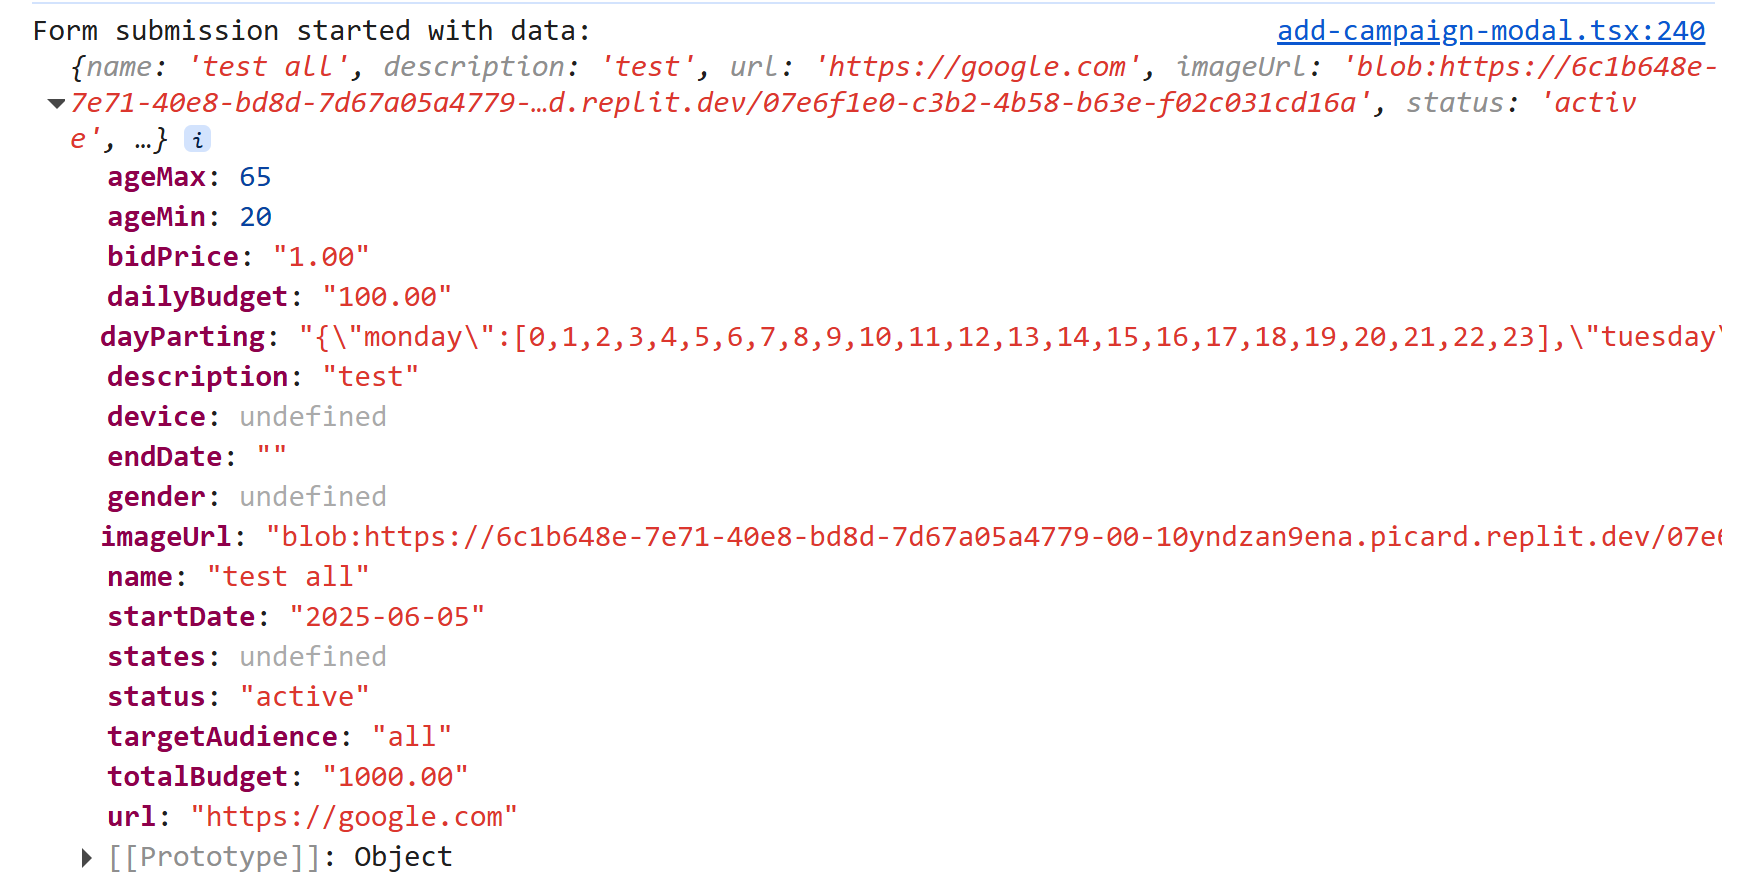 Form submission started with data: add-campaign-modal.tsx:240
{name: 'test all', description: 'test', url: 'https://google.com', imageUrl: 'blob:https://6c1b648e-
7e71-40e8-bd8d-7d67a05a4779-…d.replit.dev/07e6f1e0-c3b2-4b58-b63e-f02c031cd16a', status: 'activ
e', …} i
ageMax: 65
ageMin: 20
bidPrice: "1.00"
dailyBudget: "100.00"
dayParting: "{\"monday\":[0,1,2,3,4,5,6,7,8,9,10,11,12,13,14,15,16,17,18,19,20,21,22,23],\"tuesday\
description: "test"
device: undefined
endDate: ""
gender: undefined
imageUrl: "blob:https://6c1b648e-7e71-40e8-bd8d-7d67a05a4779-00-10yndzan9ena.picard.replit.dev/07e6
name: "test all"
startDate: "2025-06-05"
states: undefined
status: "active"
targetAudience: "all"
totalBudget: "1000.00"
url: "https://google.com"
[[Prototype]]: Object